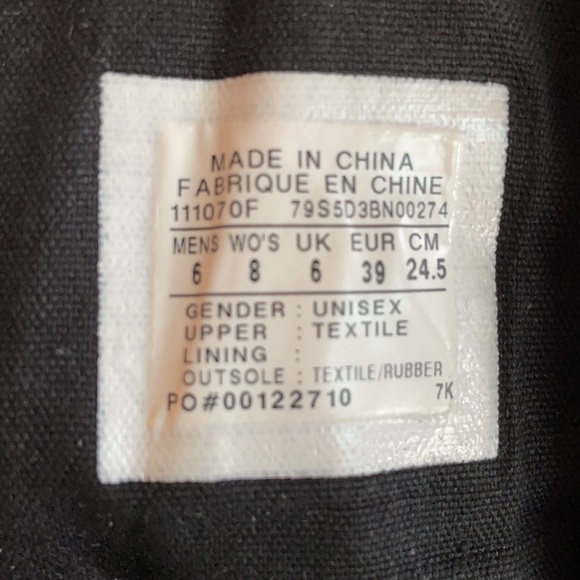 MADE IN CHINA
FABRIQUE EN CHINE
111070F 79S5D3BN00274
MENS WO'S UK EUR CM
6 8 6 39 24.5
GENDER : UNISEX
UPPER : TEXTILE
LINING :
OUTSOLE : TEXTILE/RUBBER
PO#00122710 7K